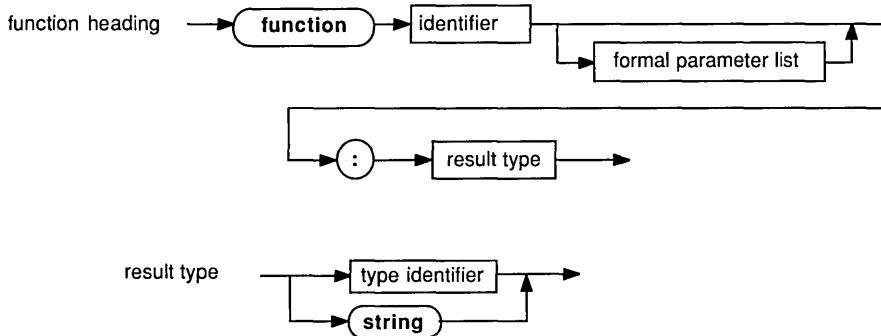 function heading function identifier
formal parameter list
: result type
result type type identifier
string